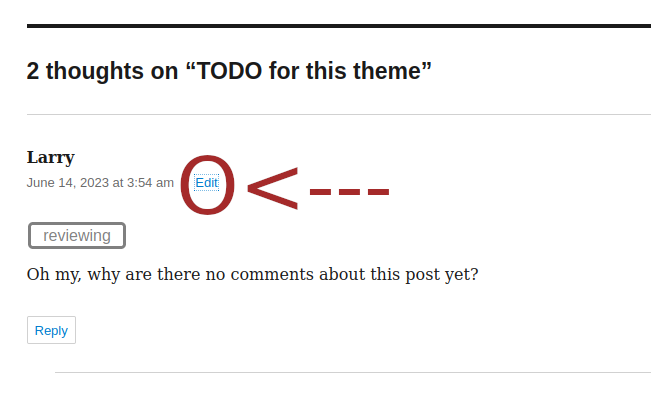 2 thoughts on “TODO for this theme”
Larry
June 14, 2023 at 3:54 am Edit O<---
reviewing
Oh my, why are there no comments about this post yet?
Reply